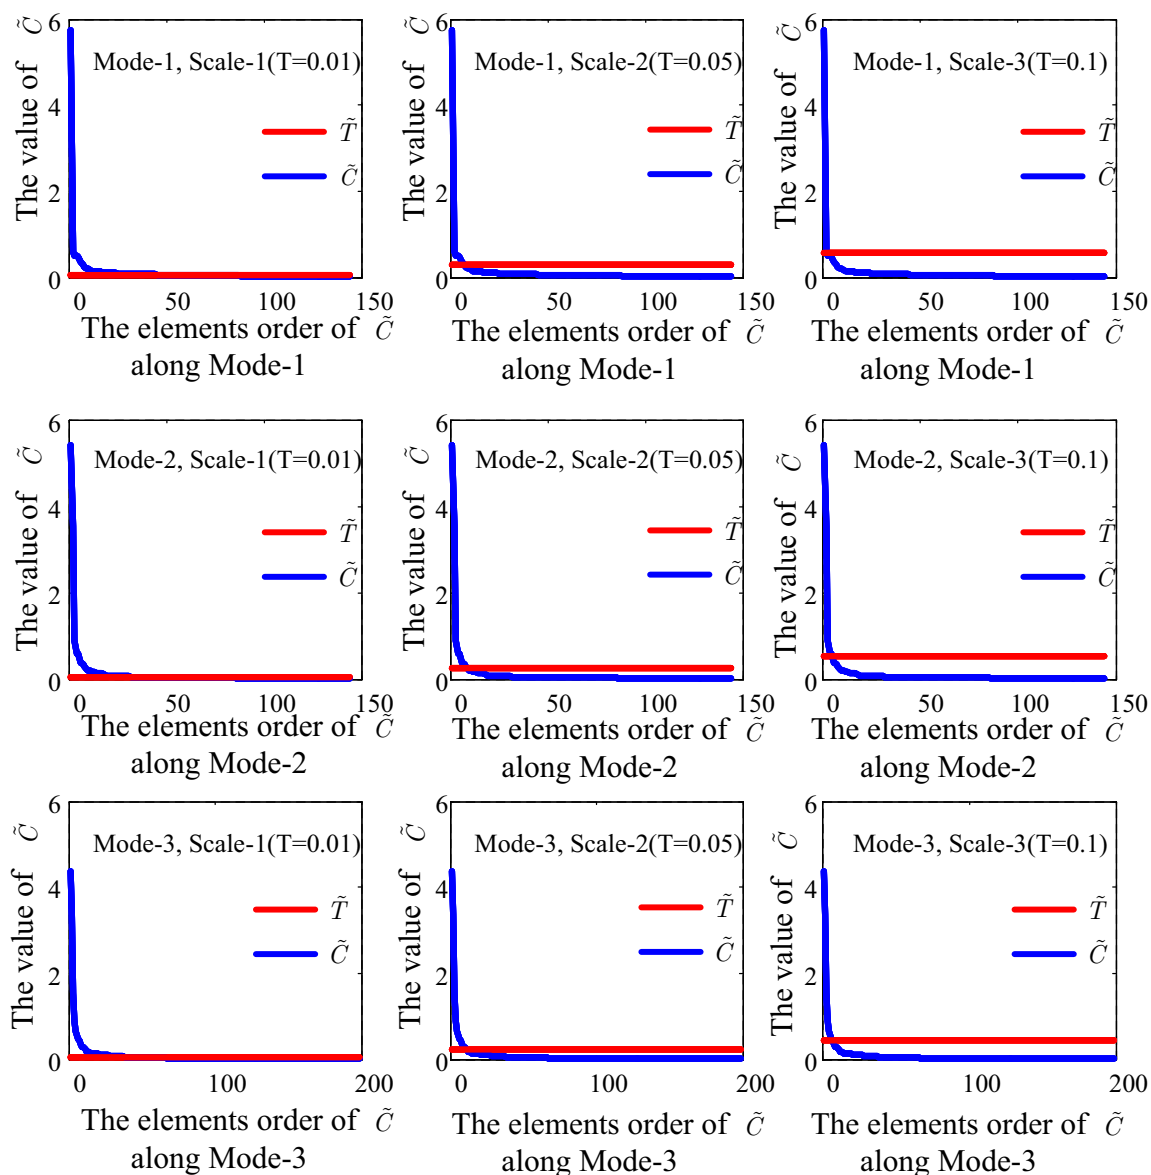 The value of C̃
6
4
2
0
Mode-1, Scale-1(T=0.01)
T̃
C̃
0 50 100 150
The elements order of C̃
along Mode-1
The value of C̃
6
4
2
0
Mode-1, Scale-2(T=0.05)
T̃
C̃
0 50 100 150
The elements order of C̃
along Mode-1
The value of C̃
6
4
2
0
Mode-1, Scale-3(T=0.1)
T̃
C̃
0 50 100 150
The elements order of C̃
along Mode-1
The value of C̃
6
4
2
0
Mode-2, Scale-1(T=0.01)
T̃
C̃
0 50 100 150
The elements order of C̃
along Mode-2
The value of C̃
6
4
2
0
Mode-2, Scale-2(T=0.05)
T̃
C̃
0 50 100 150
The elements order of C̃
along Mode-2
The value of C̃
6
4
2
0
Mode-2, Scale-3(T=0.1)
T̃
C̃
0 50 100 150
The elements order of C̃
along Mode-2
The value of C̃
6
4
2
0
Mode-3, Scale-1(T=0.01)
T̃
C̃
0 100 200
The elements order of C̃
along Mode-3
The value of C̃
6
4
2
0
Mode-3, Scale-2(T=0.05)
T̃
C̃
0 100 200
The elements order of C̃
along Mode-3
The value of C̃
6
4
2
0
Mode-3, Scale-3(T=0.1)
T̃
C̃
0 100 200
The elements order of C̃
along Mode-3